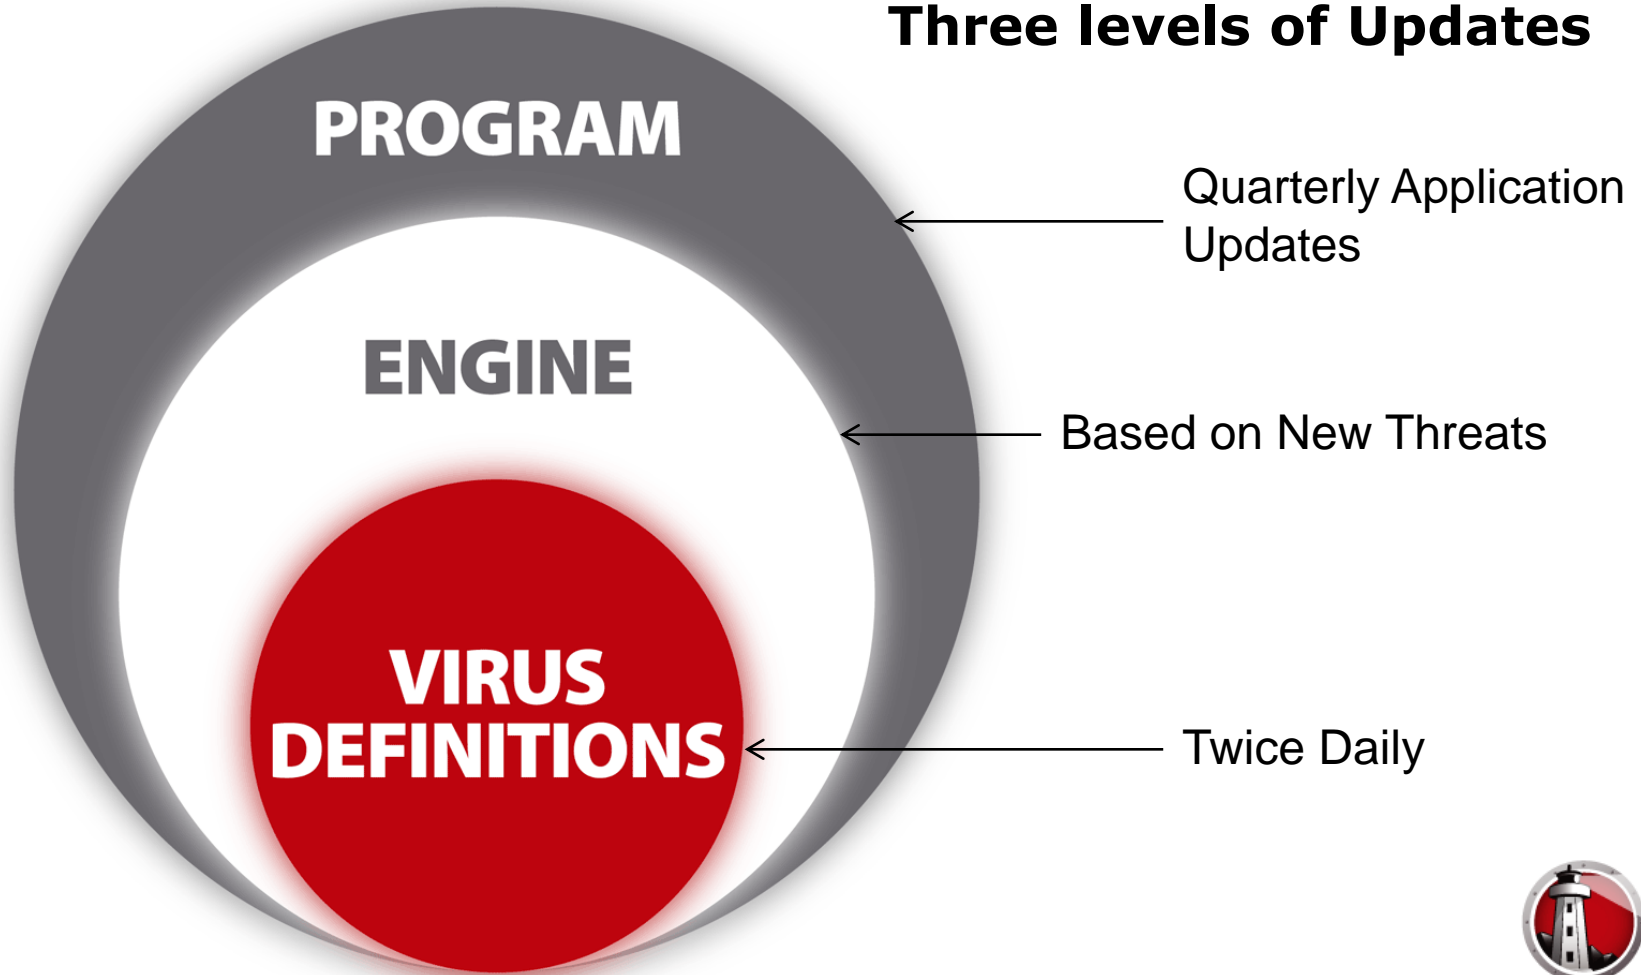 Three levels of Updates
PROGRAM
Quarterly Application
Updates
ENGINE
Based on New Threats
VIRUS
DEFINITIONS
Twice Daily